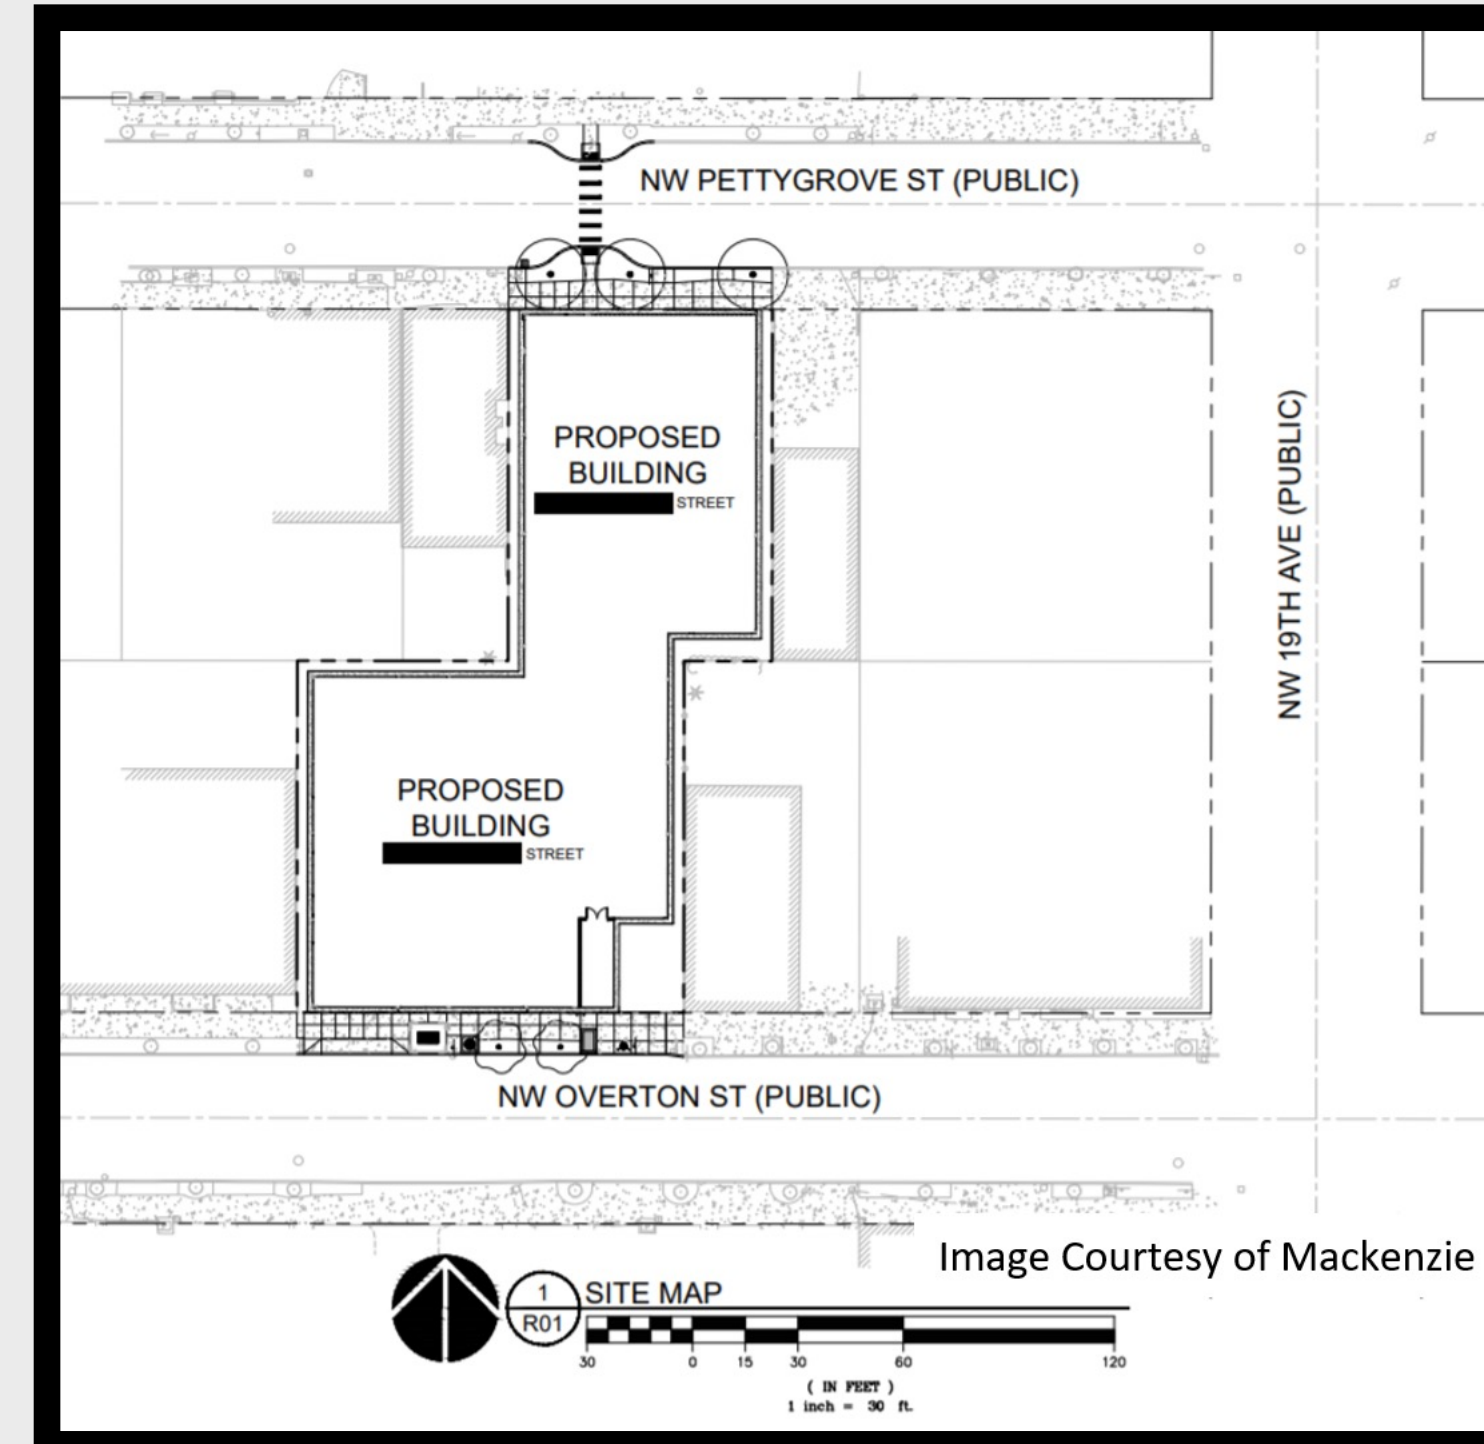 NW PETTYGROVE ST (PUBLIC)
PROPOSED
BUILDING
STREET
NW 19TH AVE (PUBLIC)
PROPOSED
BUILDING
STREET
NW OVERTON ST (PUBLIC)
Image Courtesy of Mackenzie
1
R01
SITE MAP
30 0 15 30 60 120
( IN FEET )
1 inch = 30 ft.